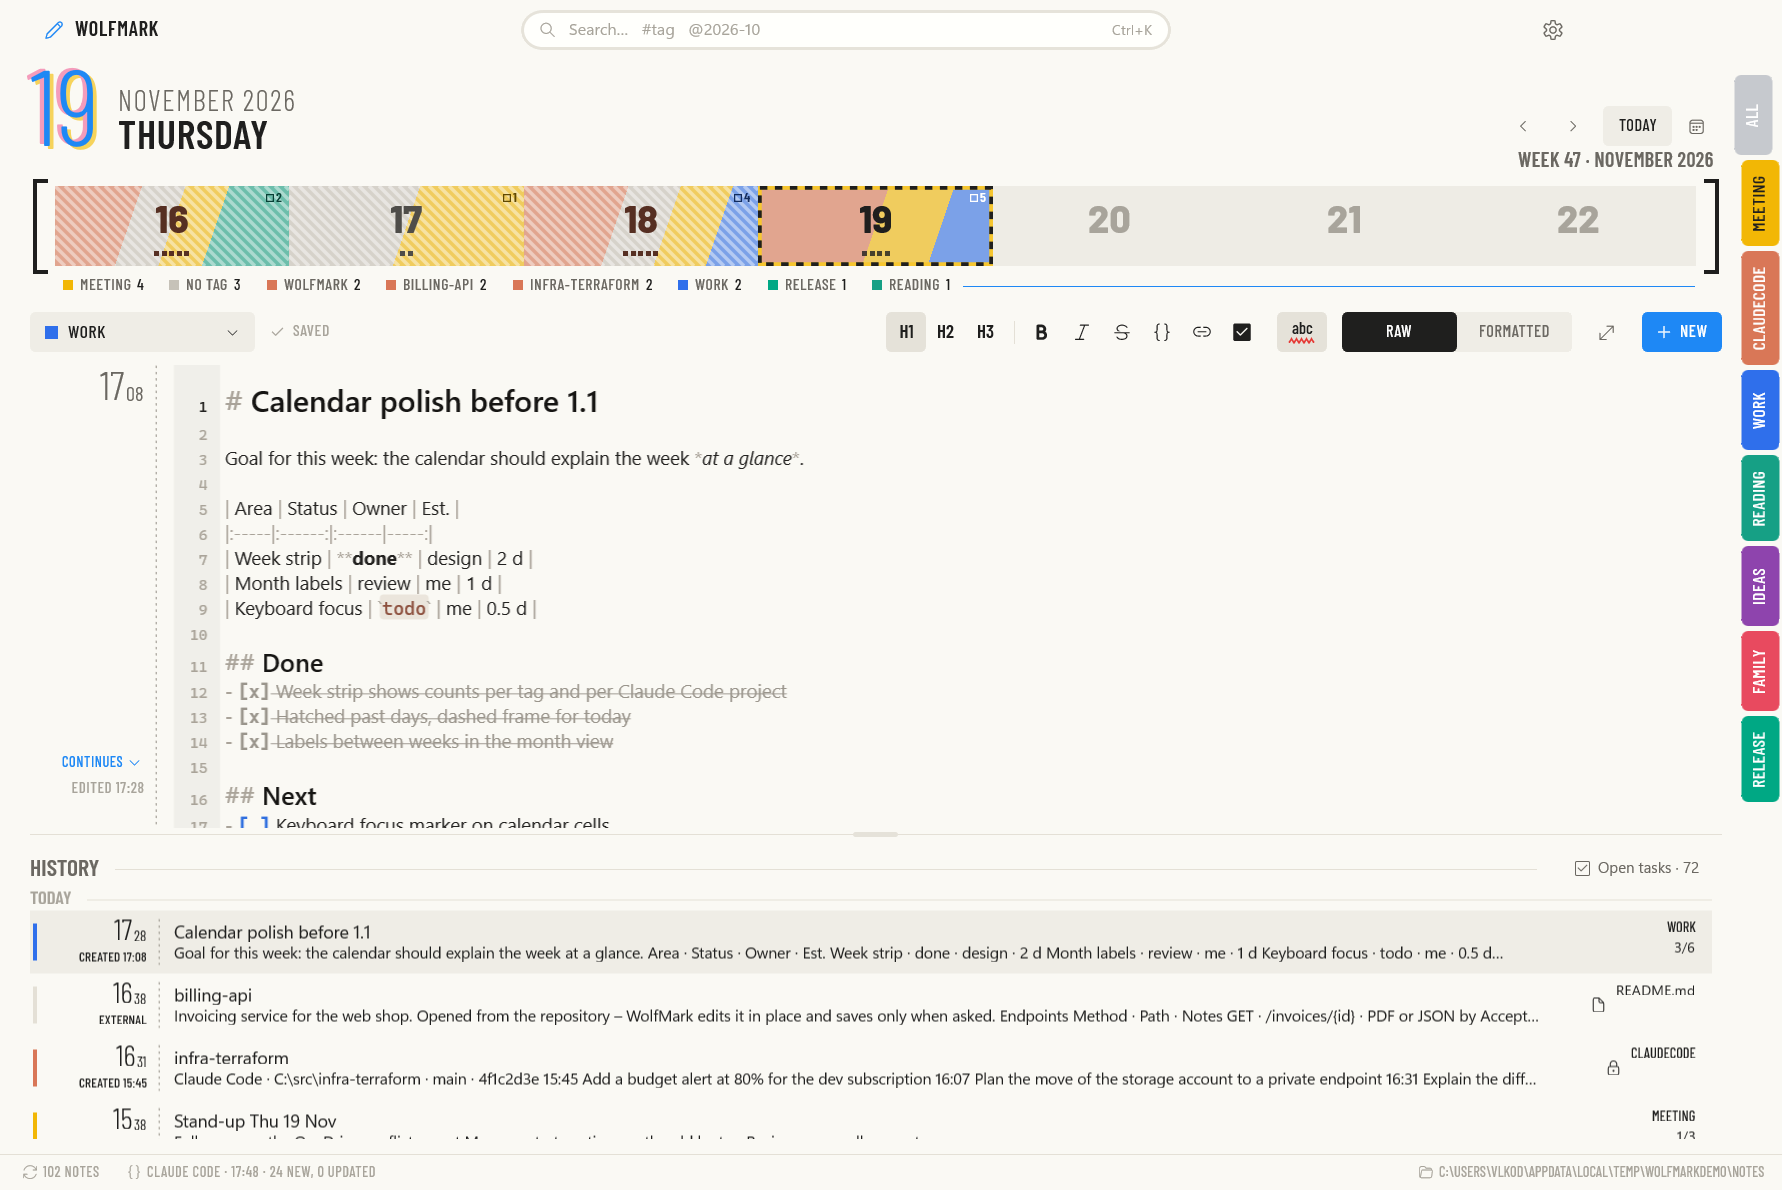 WOLFMARK
Search... #tag @2026-10 Ctrl+K
19 NOVEMBER 2026
THURSDAY
TODAY
WEEK 47 · NOVEMBER 2026
16 2 17 1 18 4 19 5 20 21 22
MEETING 4 NO TAG 3 WOLFMARK 2 BILLING-API 2 INFRA-TERRAFORM 2 WORK 2 RELEASE 1 READING 1
WORK SAVED H1 H2 H3 B I S {} abc RAW FORMATTED + NEW
17 08
1 # Calendar polish before 1.1
2
3 Goal for this week: the calendar should explain the week *at a glance*.
4
5 | Area | Status | Owner | Est. |
6 |:-----|:------:|:------|-----:|
7 | Week strip | **done** | design | 2 d |
8 | Month labels | review | me | 1 d |
9 | Keyboard focus | `todo` | me | 0.5 d |
10
11 ## Done
12 - [x] Week strip shows counts per tag and per Claude Code project
13 - [x] Hatched past days, dashed frame for today
14 - [x] Labels between weeks in the month view
15
CONTINUES
EDITED 17:28
16 ## Next
17 - [ ] Keyboard focus marker on calendar cells
ALL
MEETING
CLAUDECODE
WORK
READING
IDEAS
FAMILY
RELEASE
HISTORY Open tasks · 72
TODAY
17 28 Calendar polish before 1.1 WORK
CREATED 17:08 Goal for this week: the calendar should explain the week at a glance. Area · Status · Owner · Est. Week strip · done · design · 2 d Month labels · review · me · 1 d Keyboard focus · todo · me · 0.5 d... 3/6
16 38 billing-api README.md
EXTERNAL Invoicing service for the web shop. Opened from the repository – WolfMark edits it in place and saves only when asked. Endpoints Method · Path · Notes GET · /invoices/{id} · PDF or JSON by Accept...
16 31 infra-terraform CLAUDECODE
CREATED 15:45 Claude Code · C:\src\infra-terraform · main · 4f1c2d3e 15:45 Add a budget alert at 80% for the dev subscription 16:07 Plan the move of the storage account to a private endpoint 16:31 Explain the diff...
15 38 Stand-up Thu 19 Nov MEETING
1/3
102 NOTES {} CLAUDE CODE · 17:48 · 24 NEW, 0 UPDATED C:\USERS\VLKOD\APPDATA\LOCAL\TEMP\WOLFMARKDEMO\NOTES